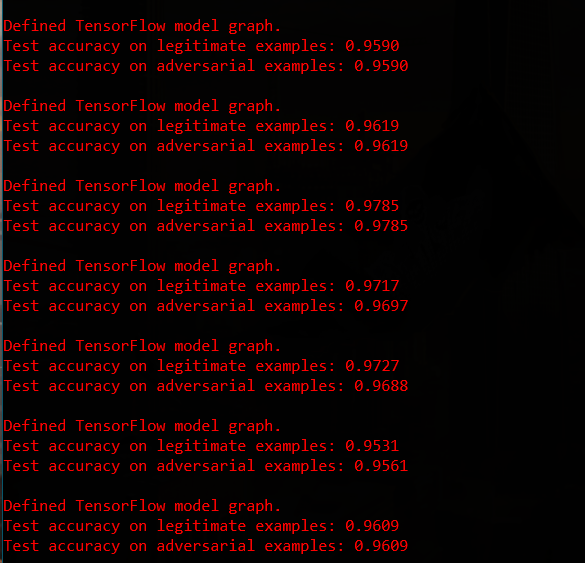 Defined TensorFlow model graph.
Test accuracy on legitimate examples: 0.9590
Test accuracy on adversarial examples: 0.9590
Defined TensorFlow model graph.
Test accuracy on legitimate examples: 0.9619
Test accuracy on adversarial examples: 0.9619
Defined TensorFlow model graph.
Test accuracy on legitimate examples: 0.9785
Test accuracy on adversarial examples: 0.9785
Defined TensorFlow model graph.
Test accuracy on legitimate examples: 0.9717
Test accuracy on adversarial examples: 0.9697
Defined TensorFlow model graph.
Test accuracy on legitimate examples: 0.9727
Test accuracy on adversarial examples: 0.9688
Defined TensorFlow model graph.
Test accuracy on legitimate examples: 0.9531
Test accuracy on adversarial examples: 0.9561
Defined TensorFlow model graph.
Test accuracy on legitimate examples: 0.9609
Test accuracy on adversarial examples: 0.9609